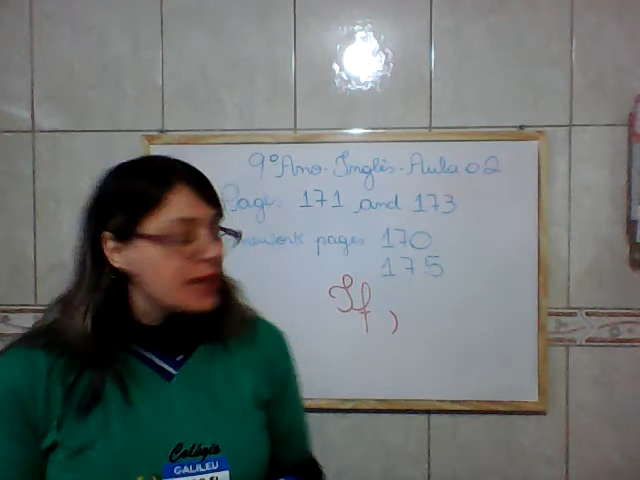 9º Ano - Inglês - Aula 02
Page: 171 and 173
pages 170
175
If ,
Colégio
GALILEU